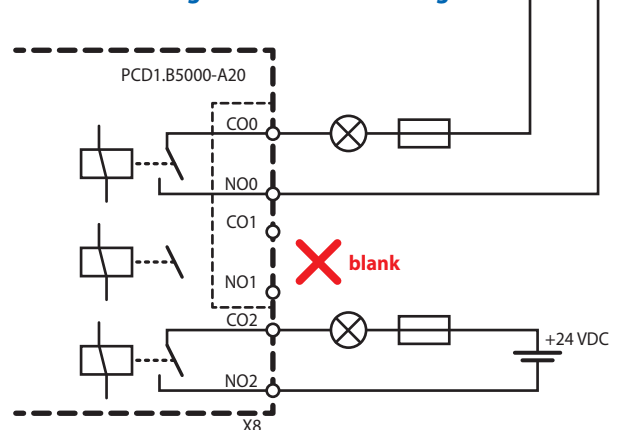 PCD1.B5000-A20
CO0
NO0
CO1
blank
NO1
CO2
+24 VDC
NO2
X8